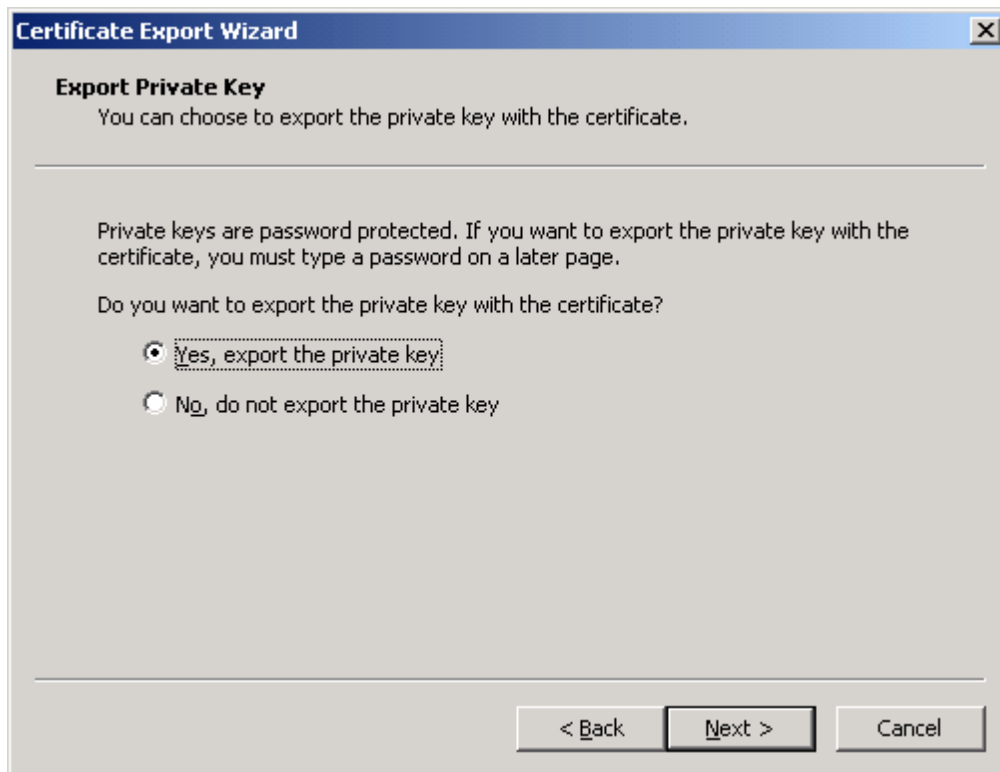 Certificate Export Wizard
Export Private Key
You can choose to export the private key with the certificate.
Private keys are password protected. If you want to export the private key with the
certificate, you must type a password on a later page.
Do you want to export the private key with the certificate?
Yes, export the private key
No, do not export the private key
< Back
Next >
Cancel